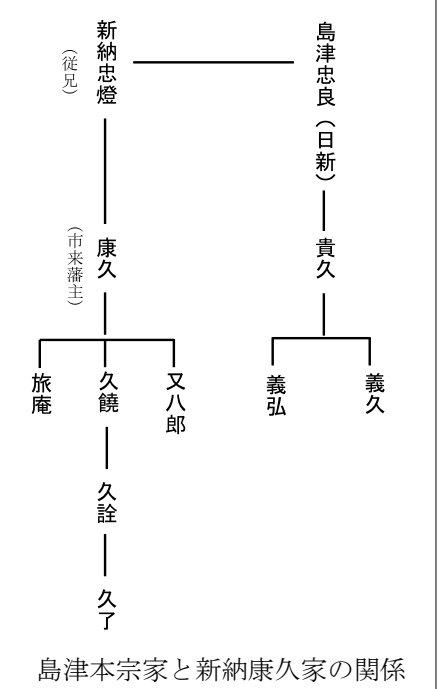 島津忠良(日新)
貴久
義久
義弘
新納忠燈
(従兄)
康久
(市来藩主)
又八郎
久饒
旅庵
久詮
久了
島津本宗家と新納康久家の関係